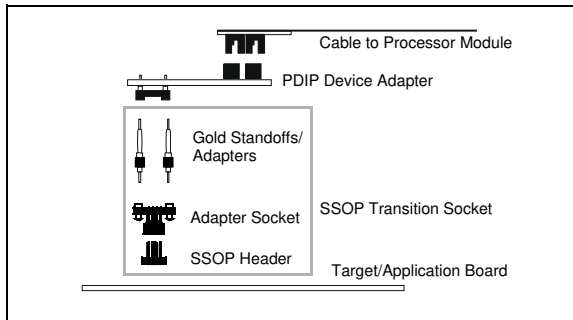 Cable to Processor Module
PDIP Device Adapter
Gold Standoffs/
Adapters
Adapter Socket
SSOP Transition Socket
SSOP Header
Target/Application Board